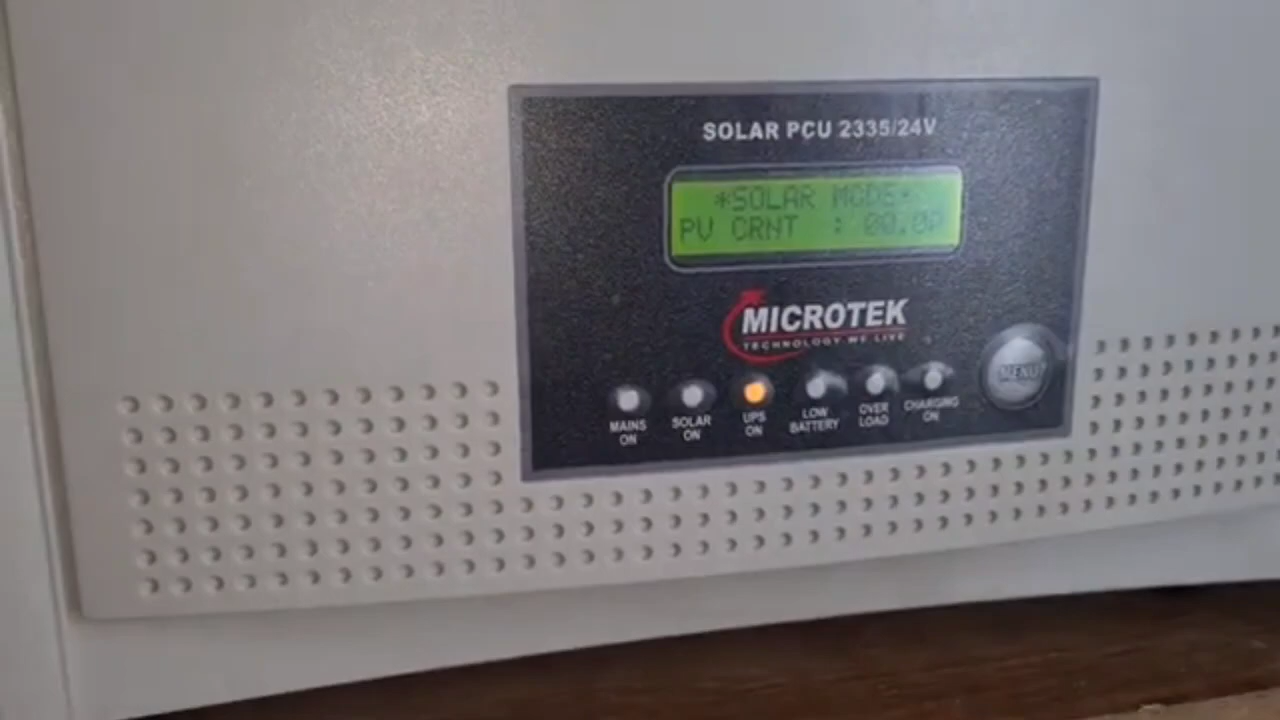 SOLAR PCU 2335/24V
*SOLAR MODE*
PV CRNT : 00.0A
MICROTEK
TECHNOLOGY WE LIVE
MENU
MAINS ON
SOLAR ON
UPS ON
LOW BATTERY
OVER LOAD
CHARGING ON